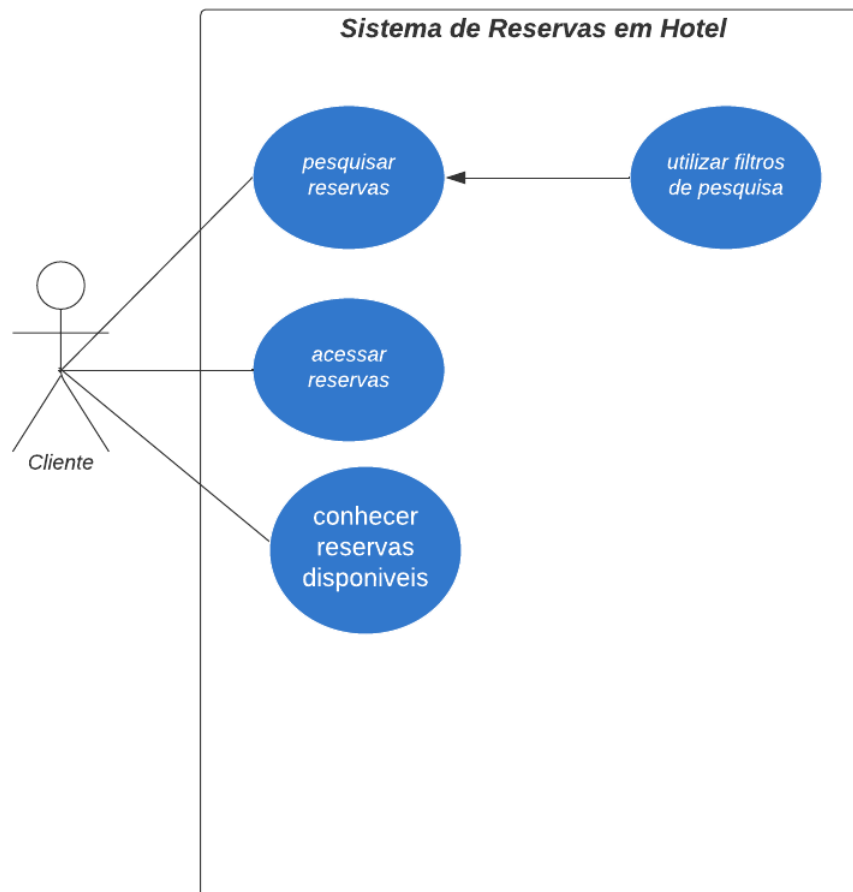 Sistema de Reservas em Hotel
pesquisar
reservas
utilizar filtros
de pesquisa
acessar
reservas
Cliente
conhecer
reservas
disponiveis